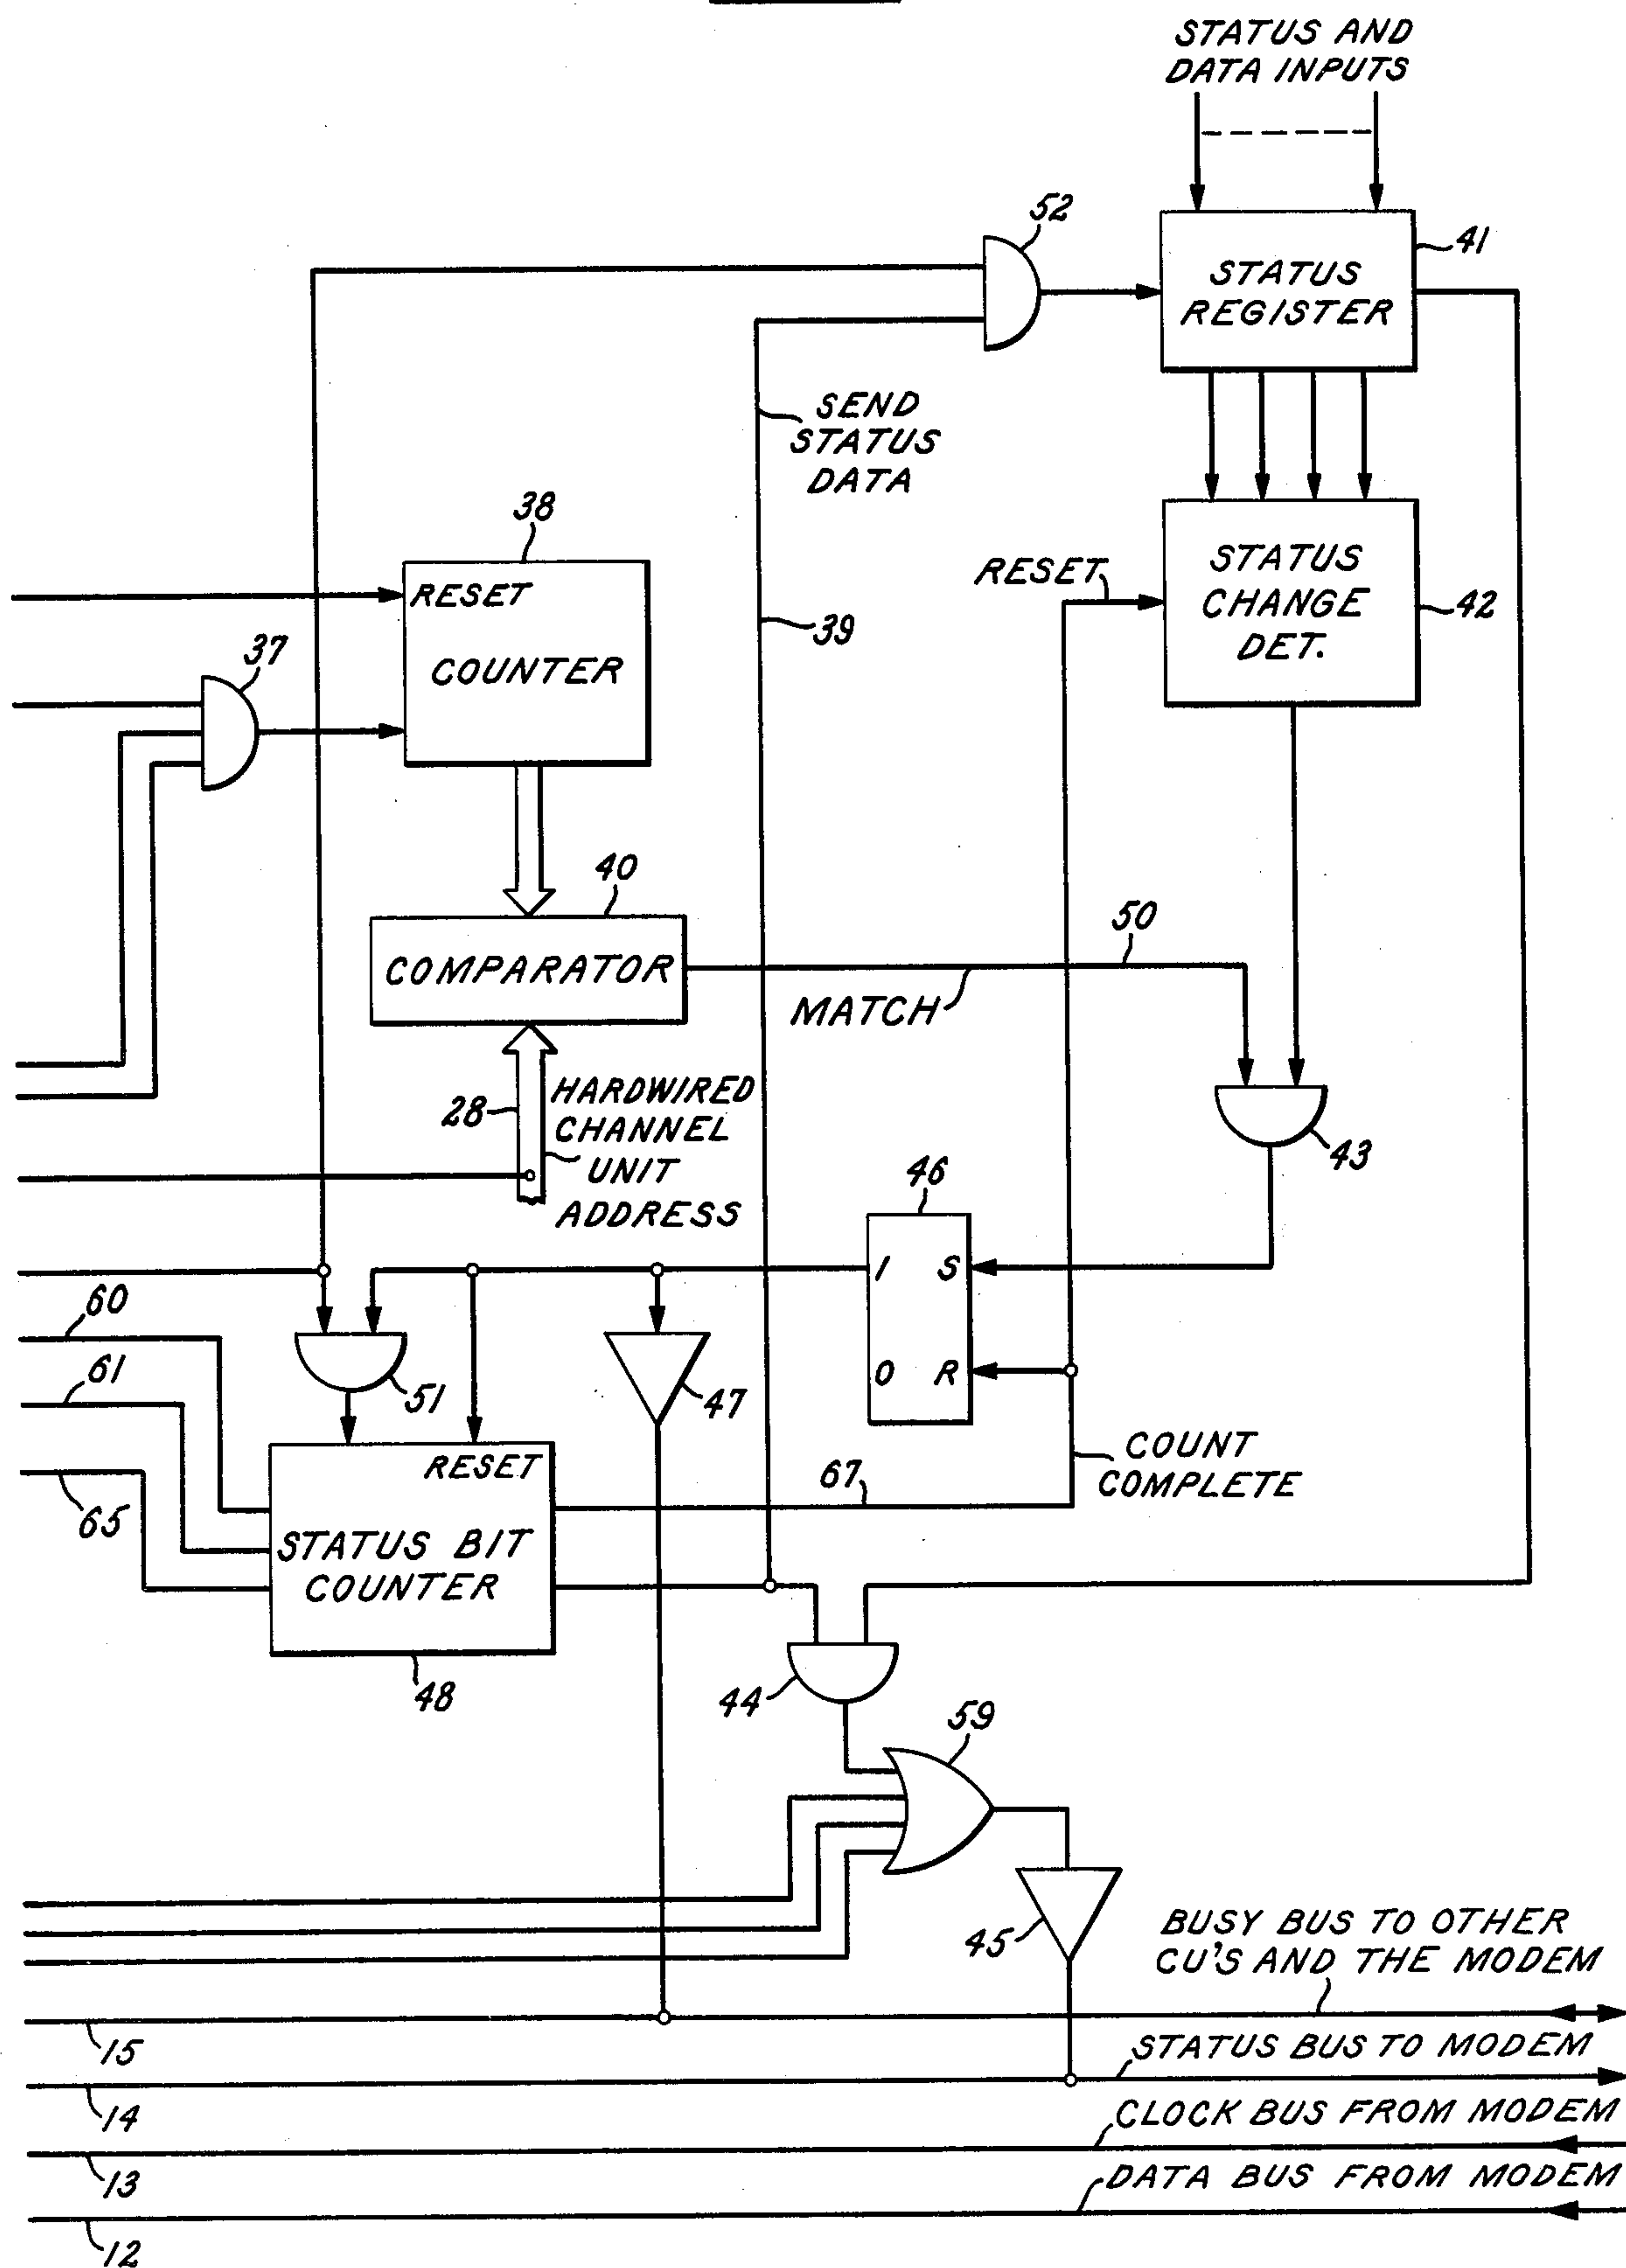 STATUS AND
DATA INPUTS
52
41
STATUS
REGISTER
SEND
STATUS
DATA
38
RESET
STATUS
CHANGE
DET.
RESET
42
39
37
COUNTER
40
50
COMPARATOR
MATCH
28
HARDWIRED
CHANNEL
UNIT
ADDRESS
43
46
1 S
60
0 R
61
51
47
COUNT
COMPLETE
RESET
67
65
STATUS BIT
COUNTER
48
44
59
45
BUSY BUS TO OTHER
CU'S AND THE MODEM
15
STATUS BUS TO MODEM
14
CLOCK BUS FROM MODEM
13
DATA BUS FROM MODEM
12